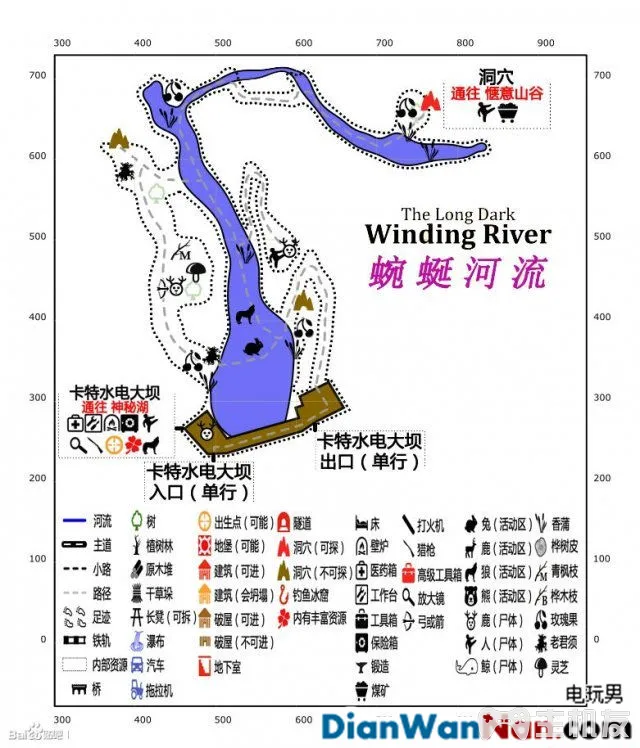 300 400 500 600 700 800 900
700 700
洞穴
通往 惬意山谷
600 600
The Long Dark
Winding River
蜿蜒河流
500 500
M
400 400
300 300
卡特水电大坝
通往 神秘湖
卡特水电大坝
出口（单行）
卡特水电大坝
入口（单行）
200 200
河流 树 出生点（可能） 隧道 床 打火机 兔（活动区） 香蒲
主道 植树林 地堡（可能） 洞穴（可探） 壁炉 猎枪 鹿（活动区） 桦树皮
100 100
小路 原木堆 建筑（可进） 洞穴（不可探） 医药箱 高级工具箱 狼（活动区） M 青枫枝
路径 干草垛 建筑（会坍塌） 钓鱼冰窟 工作台 放大镜 熊（活动区） M 桦木枝
足迹 长凳（可拆） 破屋（可进） 内有丰富资源 工具箱 弓或箭 鹿（尸体） 玫瑰果
0 0
铁轨 瀑布 破屋（不可进） 保险箱 人（尸体） 老君须
内部资源 汽车 地下室 锻造 鲸（尸体） 灵芝
桥 拖拉机 煤矿
300 400 500 600
电玩男
DianWanNan.com
Bai百科